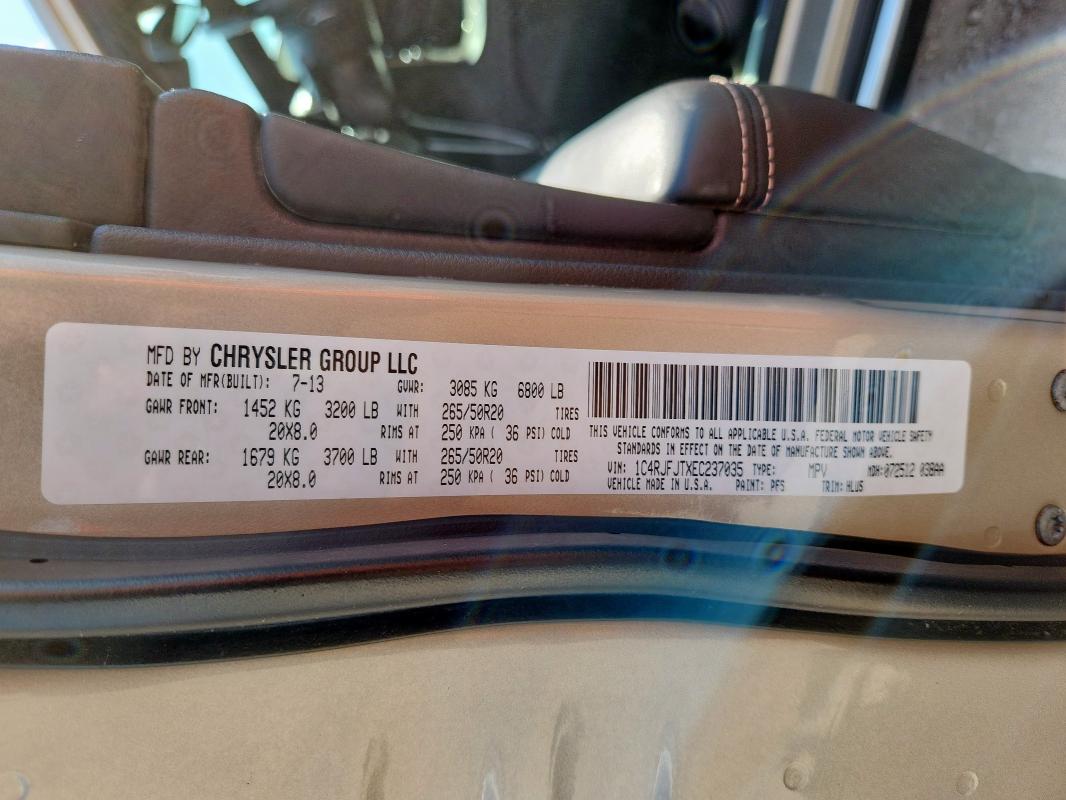 MFD BY CHRYSLER GROUP LLC
DATE OF MFR(BUILT): 7-13 GVWR: 3085 KG 6800 LB
GAWR FRONT: 1452 KG 3200 LB WITH 265/50R20 TIRES
20X8.0 RIMS AT 250 KPA ( 36 PSI) COLD
GAWR REAR: 1679 KG 3700 LB WITH 265/50R20 TIRES
20X8.0 RIMS AT 250 KPA ( 36 PSI) COLD
THIS VEHICLE CONFORMS TO ALL APPLICABLE U.S.A. FEDERAL MOTOR VEHICLE SAFETY
STANDARDS IN EFFECT ON THE DATE OF MANUFACTURE SHOWN ABOVE.
VIN: 1C4RJFJTXEC237035 TYPE: MPV MDH:072512 038AA
VEHICLE MADE IN U.S.A. PAINT: PFS TRIM: HLUS